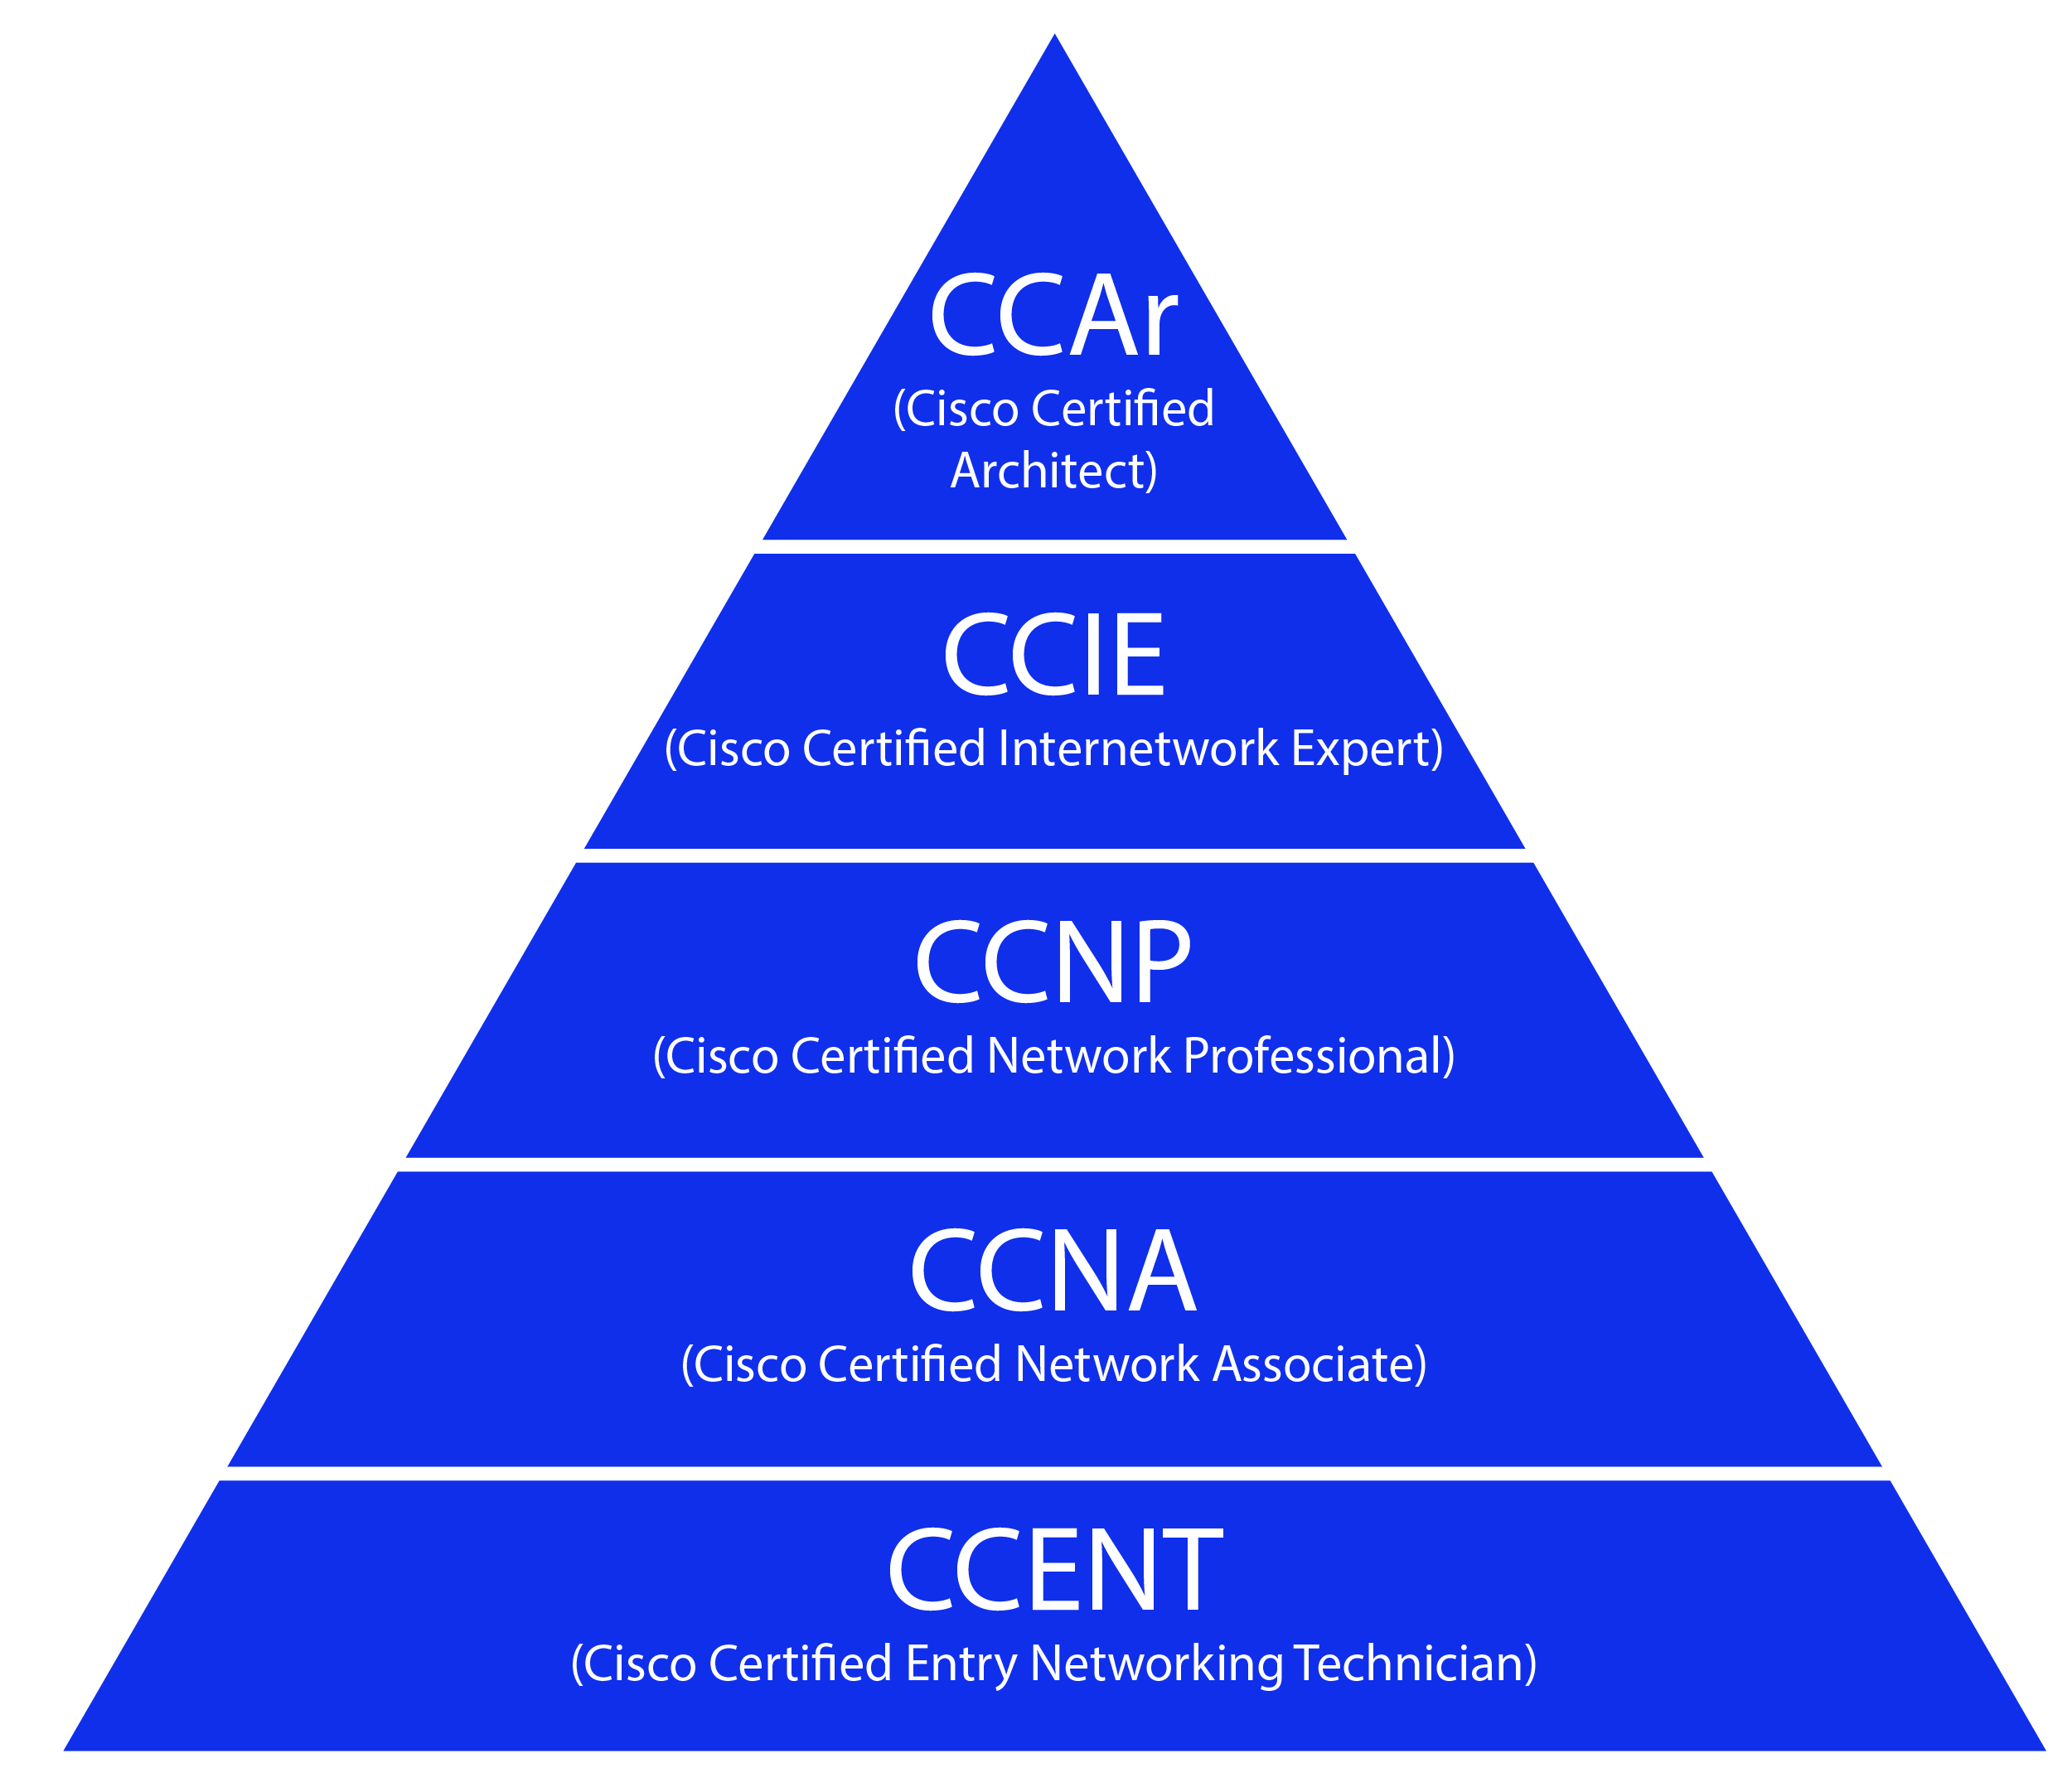 CCAr
(Cisco Certified
Architect)
CCIE
(Cisco Certified Internetwork Expert)
CCNP
(Cisco Certified Network Professional)
CCNA
(Cisco Certified Network Associate)
CCENT
(Cisco Certified Entry Networking Technician)